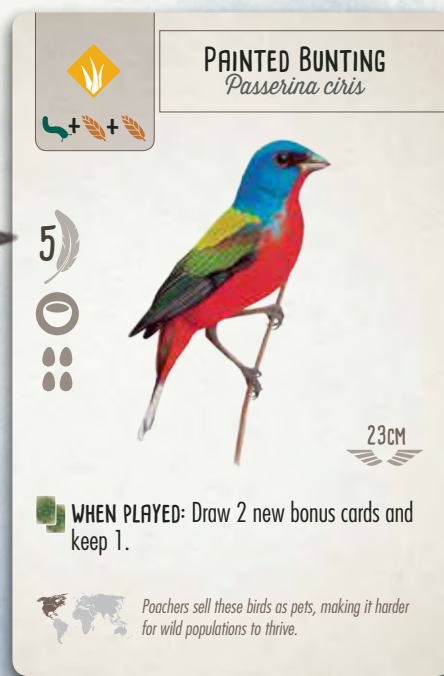 PAINTED BUNTING
Passerina ciris
+ +
5
23CM
WHEN PLAYED: Draw 2 new bonus cards and
keep 1.
Poachers sell these birds as pets, making it harder
for wild populations to thrive.